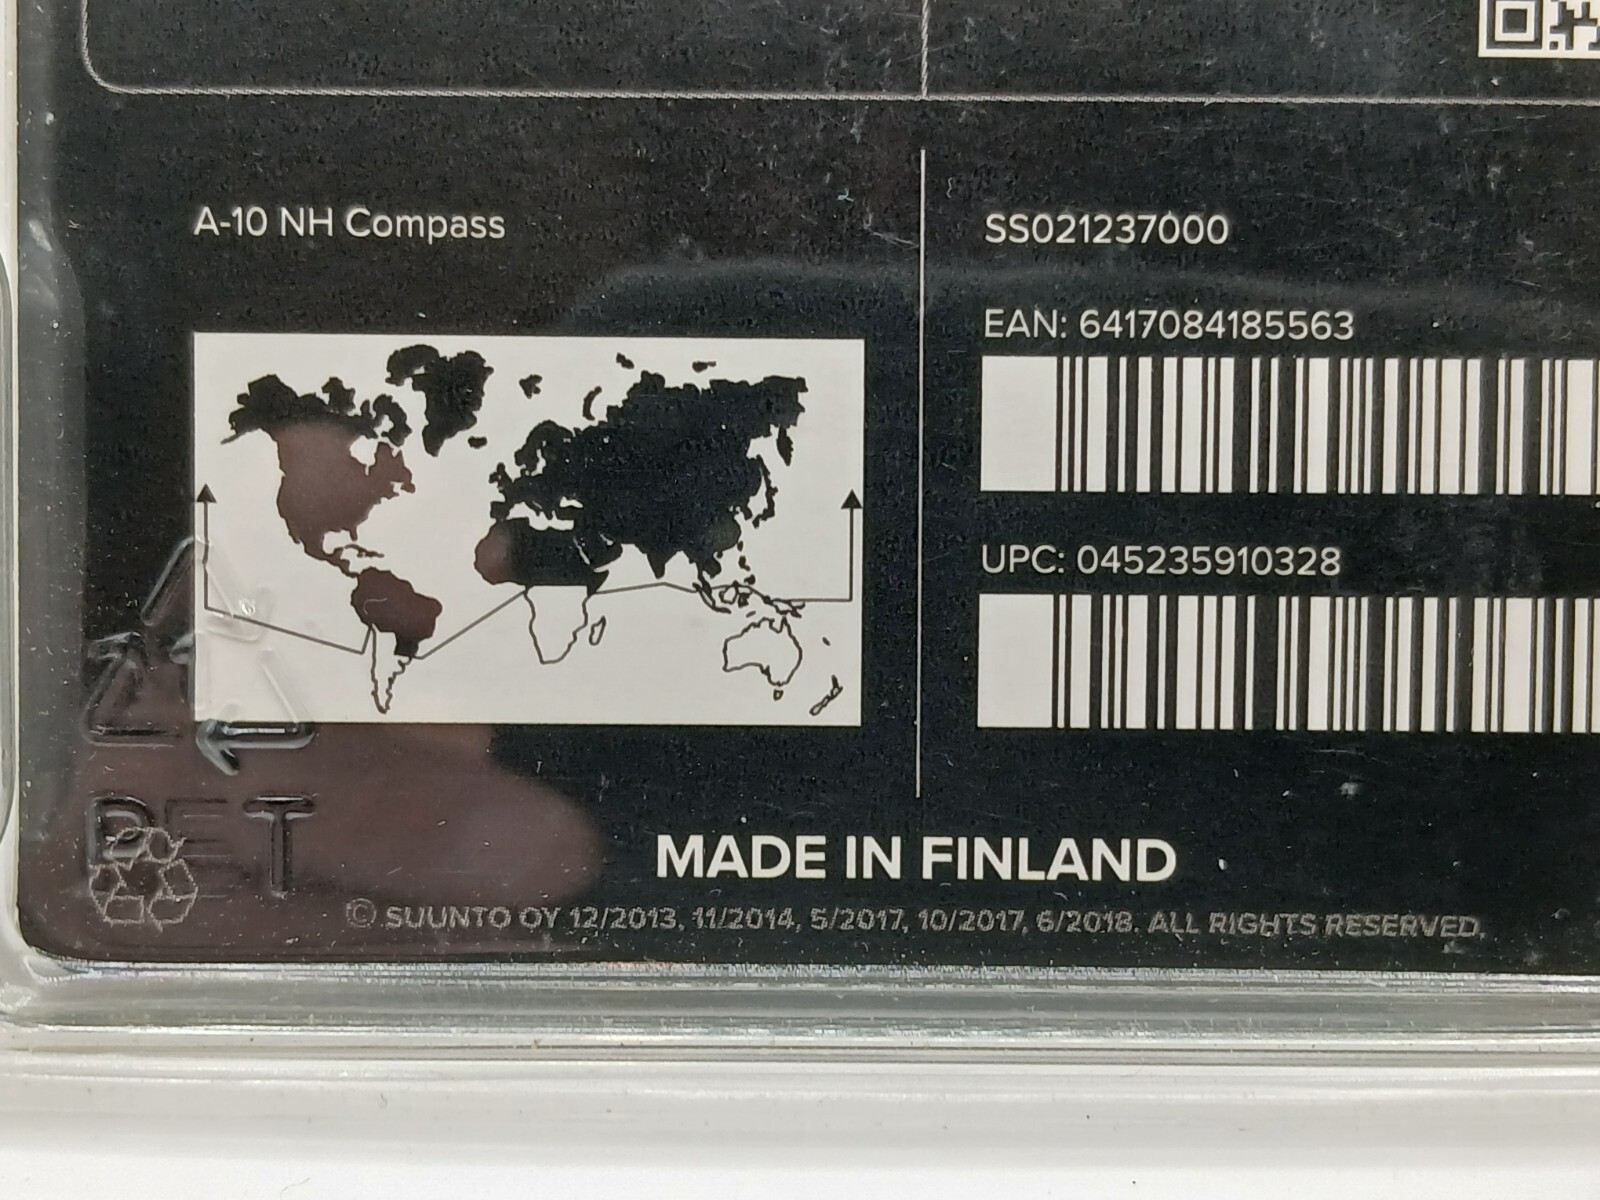 A-10 NH Compass
SS021237000
EAN: 6417084185563
UPC: 045235910328
PET
MADE IN FINLAND
© SUUNTO OY 12/2013, 11/2014, 5/2017, 10/2017, 6/2018. ALL RIGHTS RESERVED.